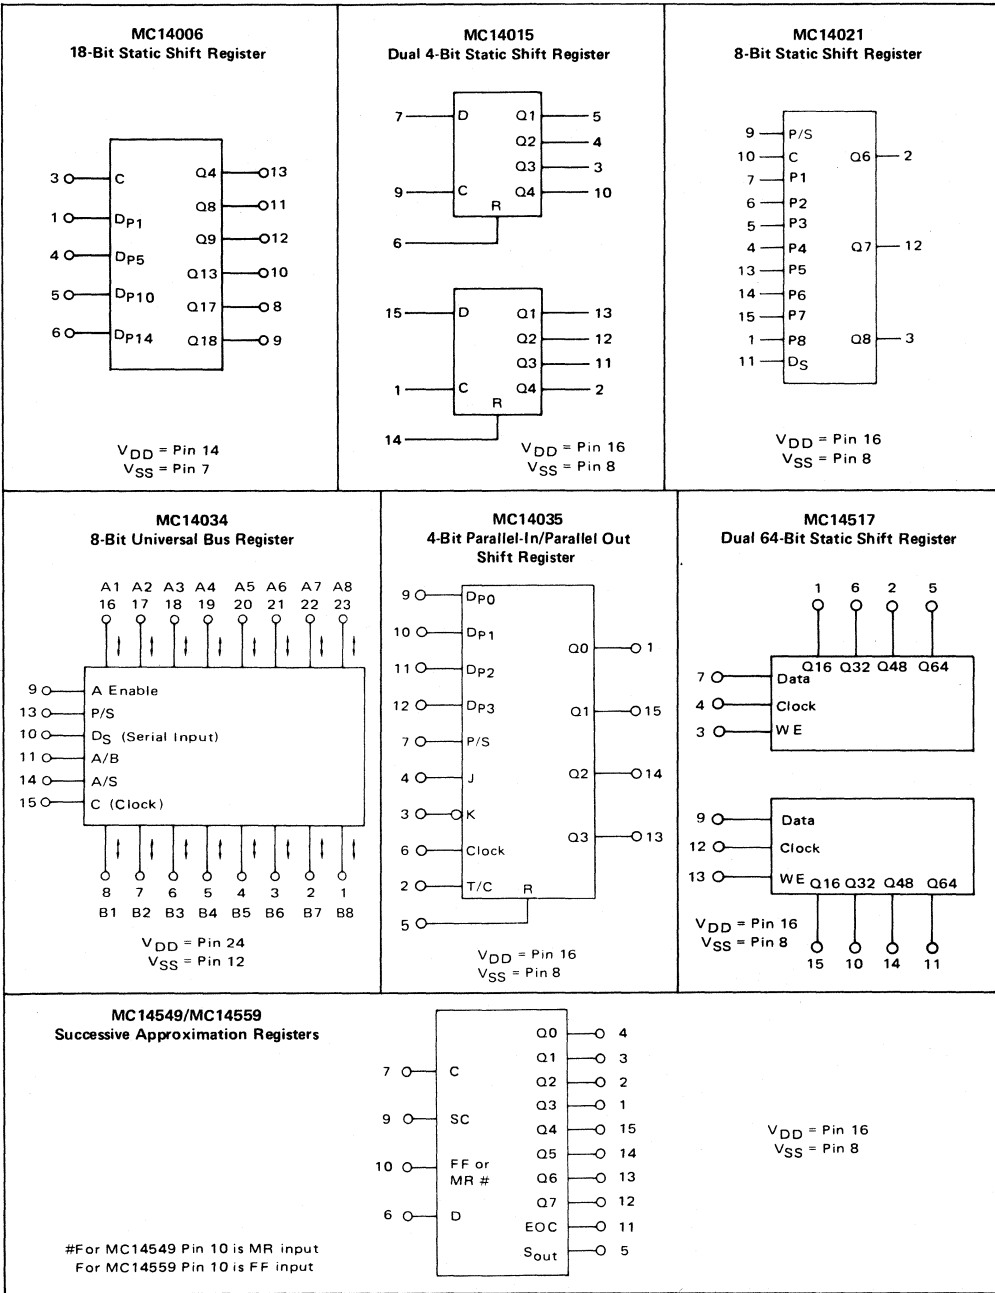 MC14006
18-Bit Static Shift Register
3 C Q4 13
Q8 11
1 DP1
Q9 12
4 DP5
Q13 10
5 DP10
Q17 8
6 DP14 Q18 9
VDD = Pin 14
VSS = Pin 7
MC14015
Dual 4-Bit Static Shift Register
7 D Q1 5
Q2 4
Q3 3
9 C Q4 10
R
6
15 D Q1 13
Q2 12
Q3 11
1 C Q4 2
R
14
VDD = Pin 16
VSS = Pin 8
MC14021
8-Bit Static Shift Register
9 P/S
10 C Q6 2
7 P1
6 P2
5 P3
4 P4 Q7 12
13 P5
14 P6
15 P7
1 P8 Q8 3
11 DS
VDD = Pin 16
VSS = Pin 8
MC14034
8-Bit Universal Bus Register
A1 A2 A3 A4 A5 A6 A7 A8
16 17 18 19 20 21 22 23
9 A Enable
13 P/S
10 DS (Serial Input)
11 A/B
14 A/S
15 C (Clock)
8 7 6 5 4 3 2 1
B1 B2 B3 B4 B5 B6 B7 B8
VDD = Pin 24
VSS = Pin 12
MC14035
4-Bit Parallel-In/Parallel Out
Shift Register
9 DP0
10 DP1
Q0 1
11 DP2
12 DP3 Q1 15
7 P/S
4 J Q2 14
3 K
Q3 13
6 Clock
2 T/C R
5
VDD = Pin 16
VSS = Pin 8
MC14517
Dual 64-Bit Static Shift Register
1 6 2 5
Q16 Q32 Q48 Q64
7 Data
4 Clock
3 WE
9 Data
12 Clock
13 WE Q16 Q32 Q48 Q64
VDD = Pin 16
VSS = Pin 8
15 10 14 11
MC14549/MC14559
Successive Approximation Registers
Q0 4
Q1 3
7 C
Q2 2
Q3 1
9 SC
Q4 15
Q5 14
10 FF or
MR #
Q6 13
Q7 12
6 D
EOC 11
Sout 5
VDD = Pin 16
VSS = Pin 8
#For MC14549 Pin 10 is MR input
For MC14559 Pin 10 is FF input